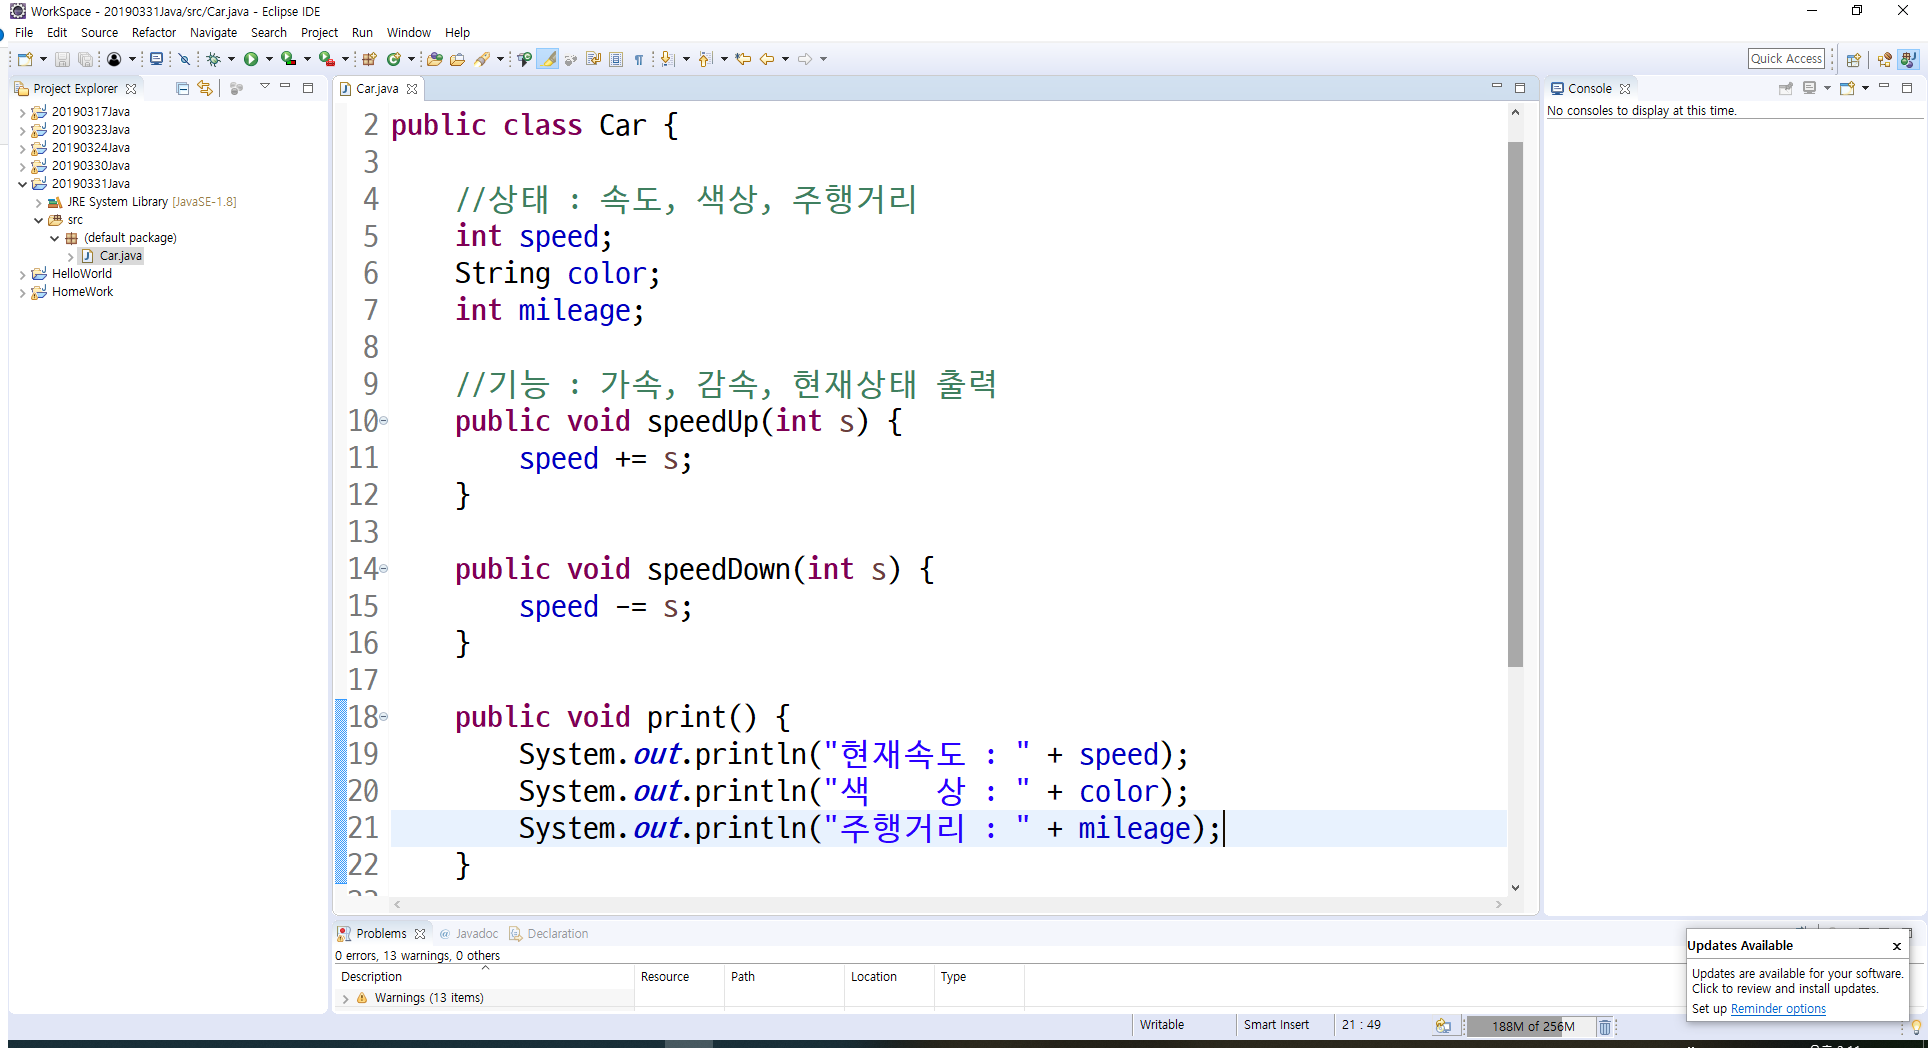 WorkSpace - 20190331Java/src/Car.java - Eclipse IDE
File Edit Source Refactor Navigate Search Project Run Window Help
Quick Access
Project Explorer
20190317Java
20190323Java
20190324Java
20190330Java
20190331Java
JRE System Library [JavaSE-1.8]
src
(default package)
Car.java
HelloWorld
HomeWork
Car.java
2 public class Car {
3
4 //상태 : 속도, 색상, 주행거리
5 int speed;
6 String color;
7 int mileage;
8
9 //기능 : 가속, 감속, 현재상태 출력
10 public void speedUp(int s) {
11 speed += s;
12 }
13
14 public void speedDown(int s) {
15 speed -= s;
16 }
17
18 public void print() {
19 System.out.println("현재속도 : " + speed);
20 System.out.println("색    상 : " + color);
21 System.out.println("주행거리 : " + mileage);
22 }
Console
No consoles to display at this time.
Problems @ Javadoc Declaration
0 errors, 13 warnings, 0 others
Description Resource Path Location Type
Warnings (13 items)
Updates Available x
Updates are available for your software.
Click to review and install updates.
Set up Reminder options
Writable Smart Insert 21 : 49 188M of 256M